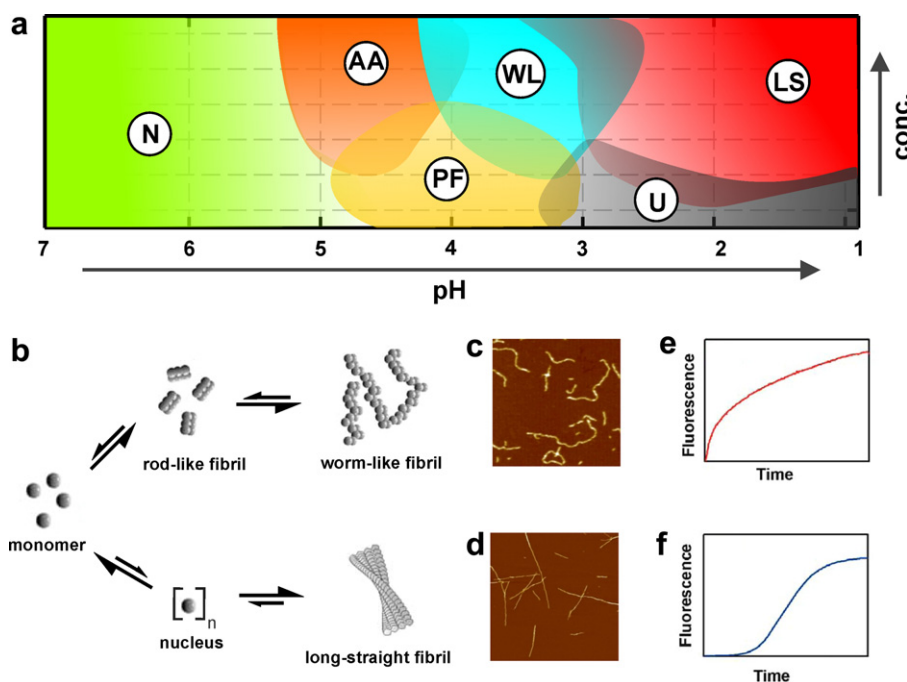 a
N
AA
WL
LS
PF
U
conc.
7 6 5 4 3 2 1
pH
b
rod-like fibril
worm-like fibril
monomer
[ ]n
nucleus
long-straight fibril
c
d
e
Fluorescence
Time
f
Fluorescence
Time